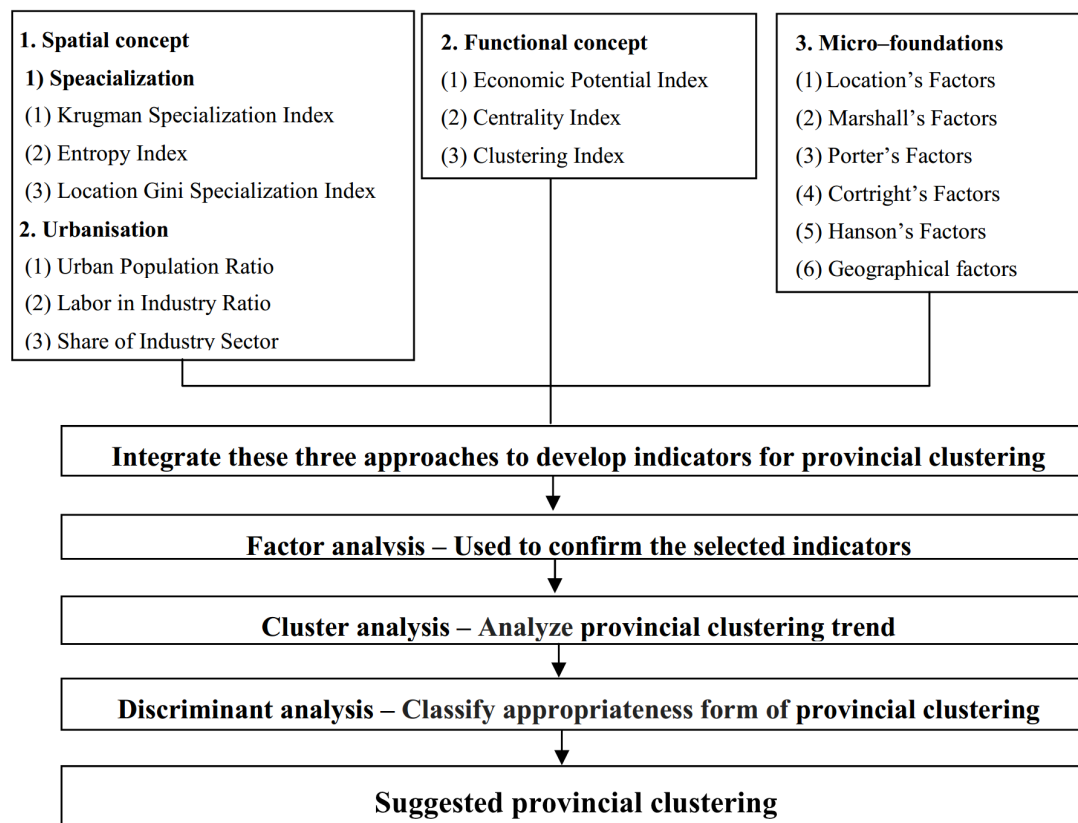 1. Spatial concept
1) Speacialization
(1) Krugman Specialization Index
(2) Entropy Index
(3) Location Gini Specialization Index
2. Urbanisation
(1) Urban Population Ratio
(2) Labor in Industry Ratio
(3) Share of Industry Sector
2. Functional concept
(1) Economic Potential Index
(2) Centrality Index
(3) Clustering Index
3. Micro–foundations
(1) Location's Factors
(2) Marshall's Factors
(3) Porter's Factors
(4) Cortright's Factors
(5) Hanson's Factors
(6) Geographical factors
Integrate these three approaches to develop indicators for provincial clustering
Factor analysis – Used to confirm the selected indicators
Cluster analysis – Analyze provincial clustering trend
Discriminant analysis – Classify appropriateness form of provincial clustering
Suggested provincial clustering